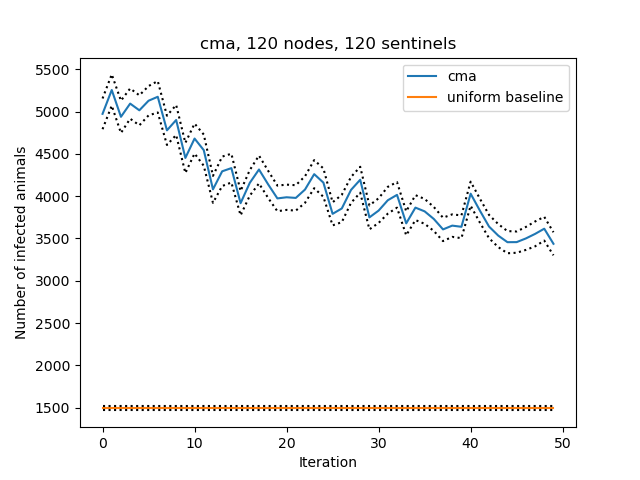 cma, 120 nodes, 120 sentinels
cma
uniform baseline
Number of infected animals
5500
5000
4500
4000
3500
3000
2500
2000
1500
0 10 20 30 40 50
Iteration